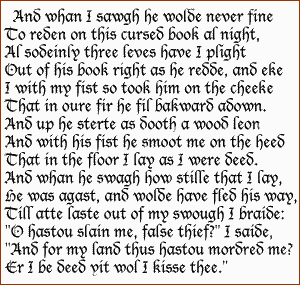 And whan I sawgh he wolde never fine
To reden on this cursed book al night,
Al sodeinly three leves have I plight
Out of his book right as he redde, and eke
I with my fist so took him on the cheeke
That in oure fir he fil bakward adown.
And up he sterte as dooth a wood leon
And with his fist he smoot me on the heed
That in the floor I lay as I were deed.
And whan he swagh how stille that I lay,
He was agast, and wolde have fled his way,
Till atte laste out of my swough I braide:
"O hastou slain me, false thief?" I saide,
"And for my land thus hastou mordred me?
Er I be deed yit wol I kisse thee."